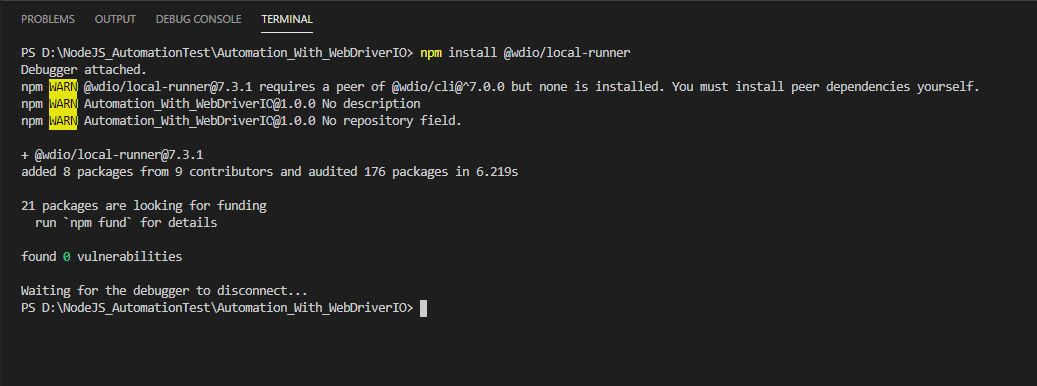 PROBLEMS OUTPUT DEBUG CONSOLE TERMINAL
PS D:\NodeJS_AutomationTest\Automation_With_WebDriverIO> npm install @wdio/local-runner
Debugger attached.
npm WARN @wdio/local-runner@7.3.1 requires a peer of @wdio/cli@^7.0.0 but none is installed. You must install peer dependencies yourself.
npm WARN Automation_With_WebDriverIO@1.0.0 No description
npm WARN Automation_With_WebDriverIO@1.0.0 No repository field.
+ @wdio/local-runner@7.3.1
added 8 packages from 9 contributors and audited 176 packages in 6.219s
21 packages are looking for funding
run `npm fund` for details
found 0 vulnerabilities
Waiting for the debugger to disconnect...
PS D:\NodeJS_AutomationTest\Automation_With_WebDriverIO>